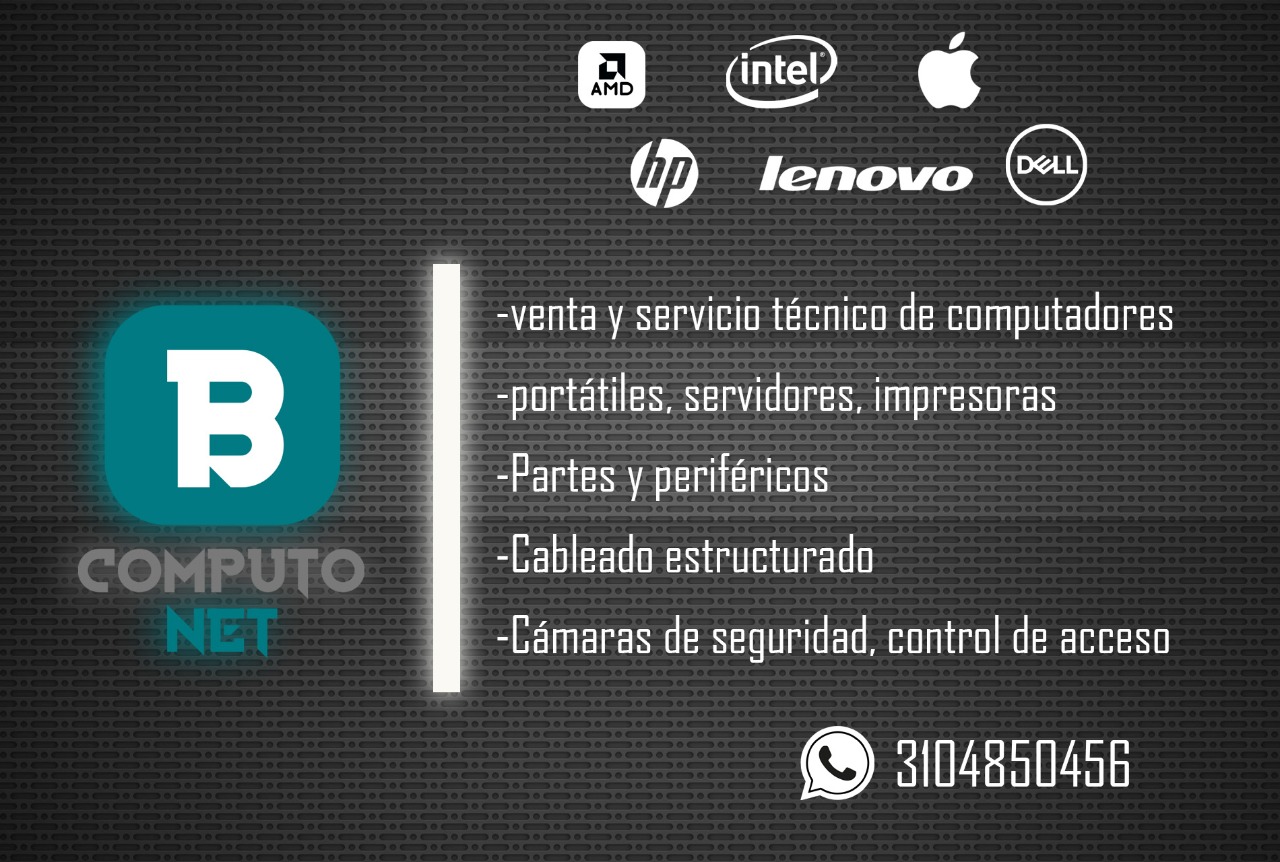 AMD
intel
hp
lenovo
DELL
B
COMPUTO
NET
-venta y servicio técnico de computadores
-portátiles, servidores, impresoras
-Partes y periféricos
-Cableado estructurado
-Cámaras de seguridad, control de acceso
3104850456